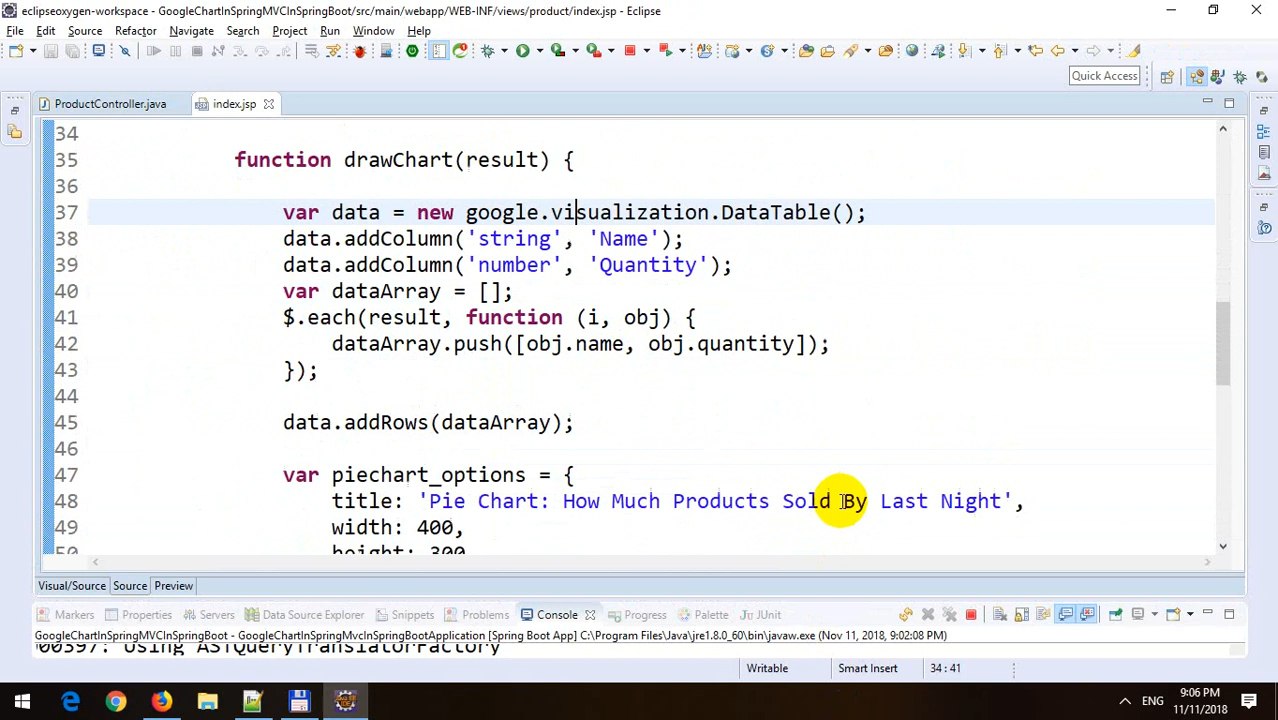 eclipseoxygen-workspace - GoogleChartInSpringMVCInSpringBoot/src/main/webapp/WEB-INF/views/product/index.jsp - Eclipse
File Edit Source Refactor Navigate Search Project Run Window Help
Quick Access
ProductController.java index.jsp
34
35 function drawChart(result) {
36
37 var data = new google.visualization.DataTable();
38 data.addColumn('string', 'Name');
39 data.addColumn('number', 'Quantity');
40 var dataArray = [];
41 $.each(result, function (i, obj) {
42 dataArray.push([obj.name, obj.quantity]);
43 });
44
45 data.addRows(dataArray);
46
47 var piechart_options = {
48 title: 'Pie Chart: How Much Products Sold By Last Night',
49 width: 400,
50 height: 300
Visual/Source Source Preview
Markers Properties Servers Data Source Explorer Snippets Problems Console Progress Palette JUnit
GoogleChartInSpringMVCInSpringBoot - GoogleChartInSpringMvcInSpringBootApplication [Spring Boot App] C:\Program Files\Java\jre1.8.0_60\bin\javaw.exe (Nov 11, 2018, 9:02:08 PM)
00397: Using ASTQueryTranslatorFactory
Writable Smart Insert 34 : 41
ENG 9:06 PM
11/11/2018